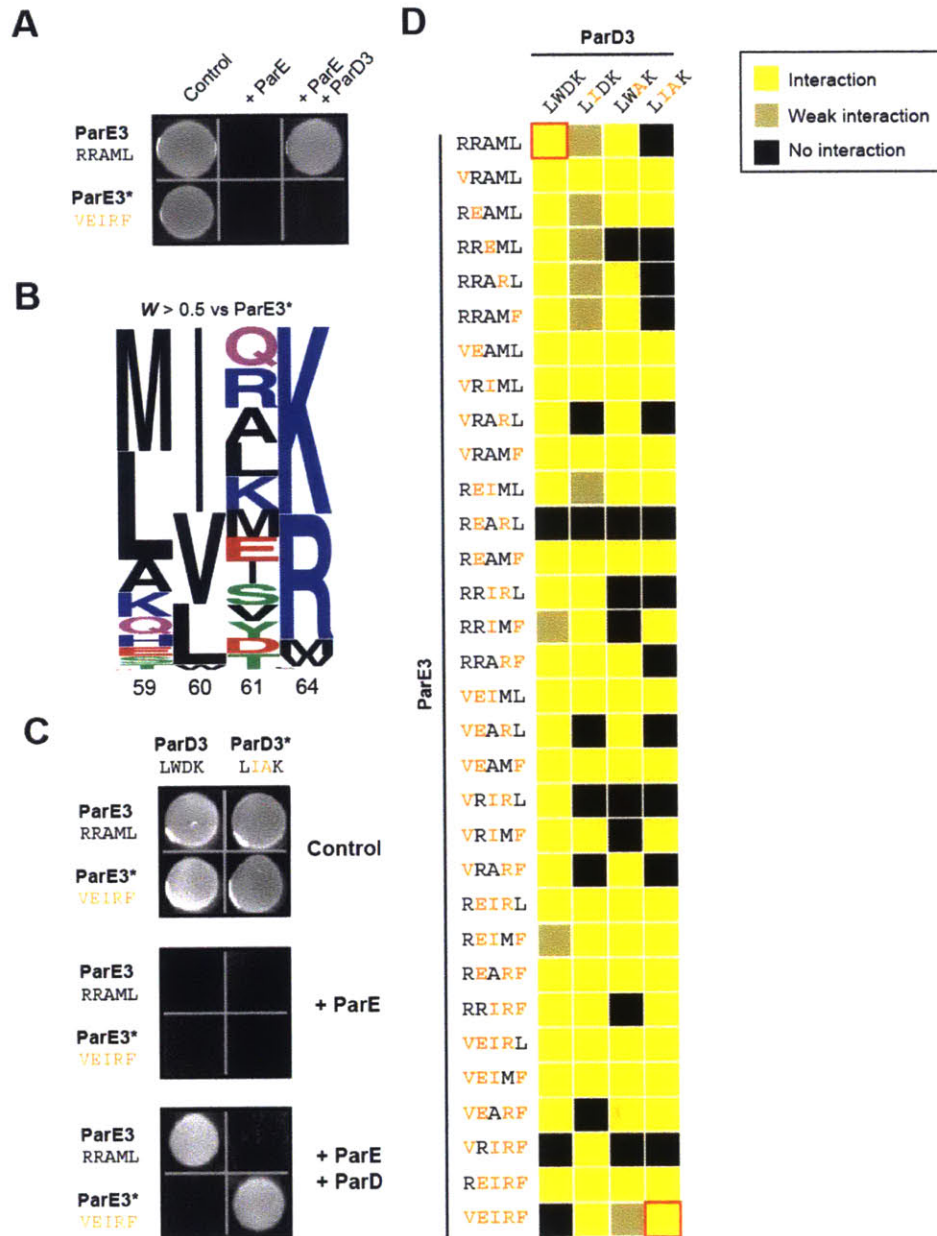 A
Control
+ ParE
+ ParE
+ ParD3
ParE3
RRAML
ParE3*
VEIRF
B
W > 0.5 vs ParE3*
M
L
A
K
Q
I
V
L
Q
R
A
L
K
M
E
I
S
V
Y
D
T
K
R
59 60 61 64
C
ParD3
LWDK
ParD3*
LIAK
ParE3
RRAML
ParE3*
VEIRF
Control
ParE3
RRAML
ParE3*
VEIRF
+ ParE
ParE3
RRAML
ParE3*
VEIRF
+ ParE
+ ParD
D
ParD3
LWDK
LIDK
LWAK
LIAK
Interaction
Weak interaction
No interaction
ParE3
RRAML
VRAML
REAML
RREML
RRARL
RRAMF
VEAML
VRIML
VRARL
VRAMF
REIML
REARL
REAMF
RRIRL
RRIMF
RRARF
VEIML
VEARL
VEAMF
VRIRL
VRIMF
VRARF
REIRL
REIMF
REARF
RRIRF
VEIRL
VEIMF
VEARF
VRIRF
REIRF
VEIRF